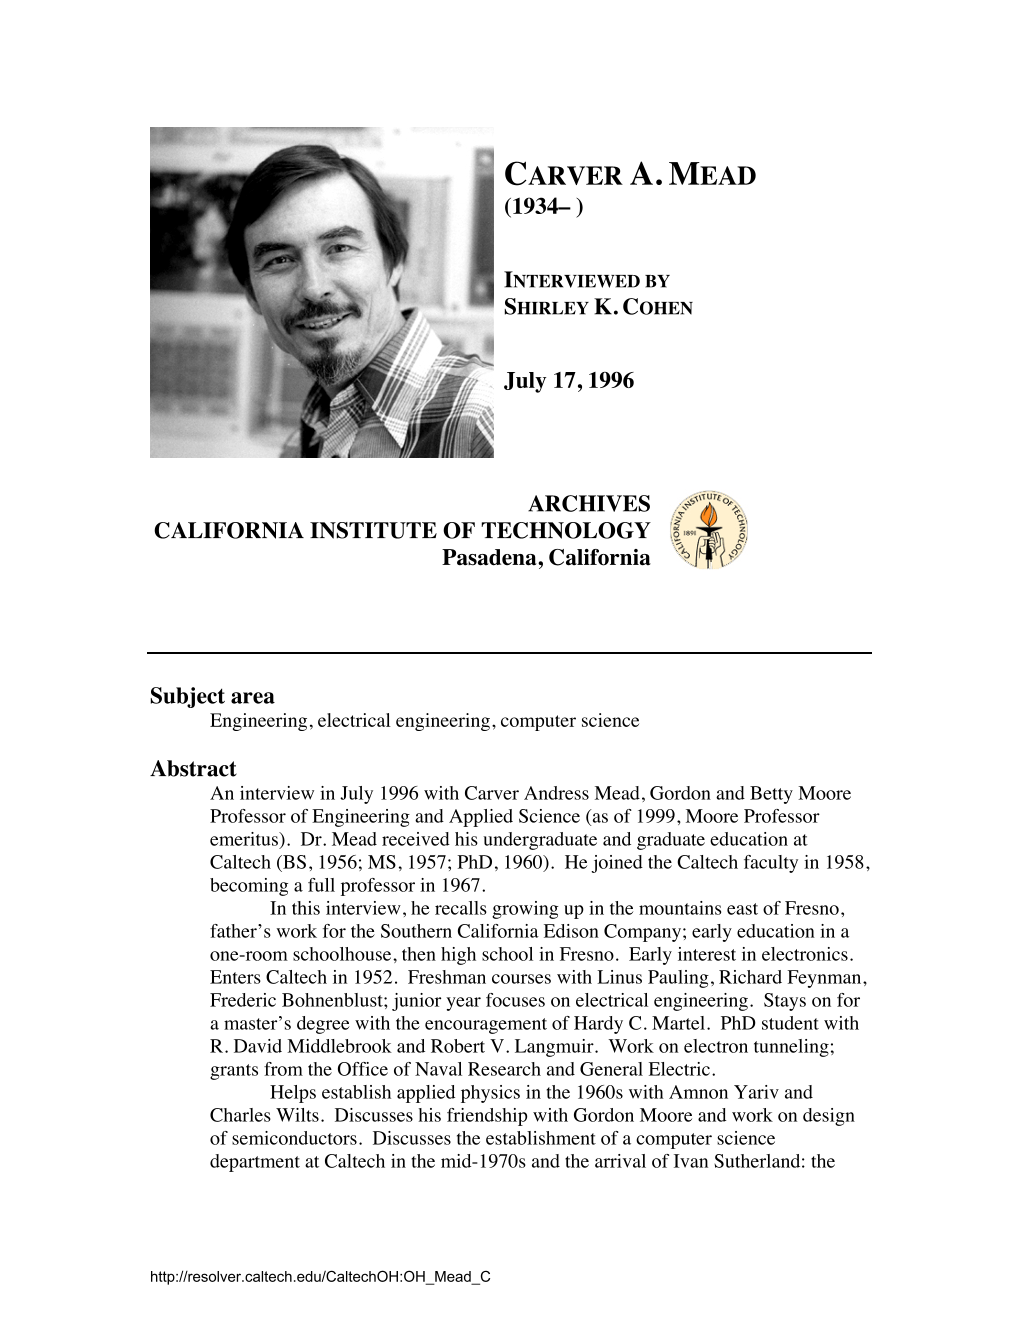 CARVER A. MEAD
(1934– )
INTERVIEWED BY
SHIRLEY K. COHEN
July 17, 1996
ARCHIVES
CALIFORNIA INSTITUTE OF TECHNOLOGY
Pasadena, California
CALIFORNIA INSTITUTE OF TECHNOLOGY
1891
Subject area
Engineering, electrical engineering, computer science
Abstract
An interview in July 1996 with Carver Andress Mead, Gordon and Betty Moore
Professor of Engineering and Applied Science (as of 1999, Moore Professor
emeritus). Dr. Mead received his undergraduate and graduate education at
Caltech (BS, 1956; MS, 1957; PhD, 1960). He joined the Caltech faculty in 1958,
becoming a full professor in 1967.
In this interview, he recalls growing up in the mountains east of Fresno,
father’s work for the Southern California Edison Company; early education in a
one-room schoolhouse, then high school in Fresno. Early interest in electronics.
Enters Caltech in 1952. Freshman courses with Linus Pauling, Richard Feynman,
Frederic Bohnenblust; junior year focuses on electrical engineering. Stays on for
a master’s degree with the encouragement of Hardy C. Martel. PhD student with
R. David Middlebrook and Robert V. Langmuir. Work on electron tunneling;
grants from the Office of Naval Research and General Electric.
Helps establish applied physics in the 1960s with Amnon Yariv and
Charles Wilts. Discusses his friendship with Gordon Moore and work on design
of semiconductors. Discusses the establishment of a computer science
department at Caltech in the mid-1970s and the arrival of Ivan Sutherland: the
http://resolver.caltech.edu/CaltechOH:OH_Mead_C